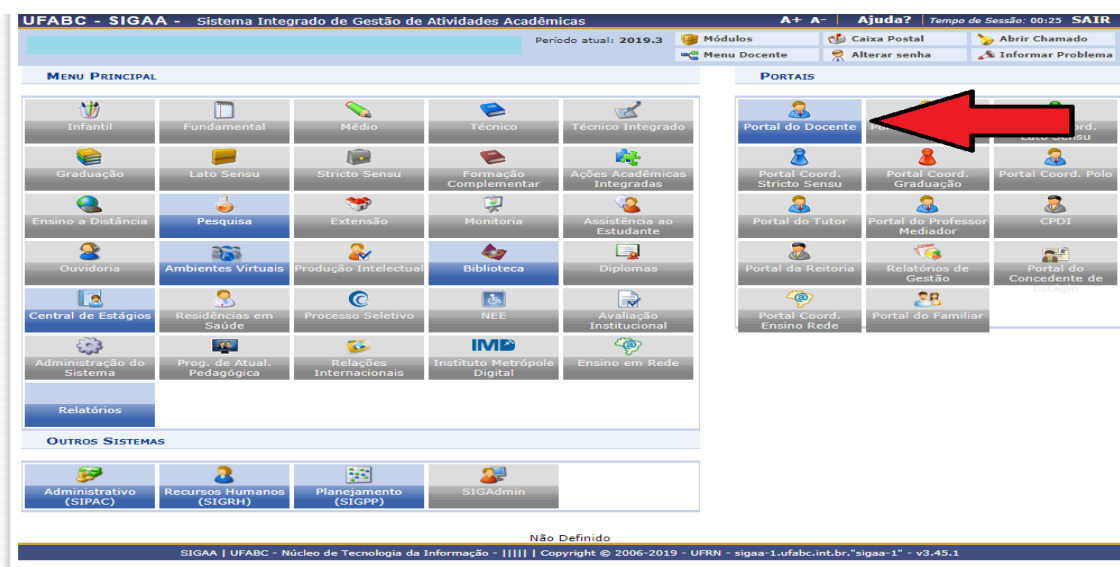 UFABC - SIGAA - Sistema Integrado de Gestão de Atividades Acadêmicas
A+ A- | Ajuda? | Tempo de Sessão: 00:25 SAIR
Período atual: 2019.3
Módulos
Caixa Postal
Abrir Chamado
Menu Docente
Alterar senha
Informar Problema
MENU PRINCIPAL
Infantil
Fundamental
Médio
Técnico
Técnico Integrado
Graduação
Lato Sensu
Stricto Sensu
Formação
Complementar
Ações Acadêmicas
Integradas
Ensino a Distância
Pesquisa
Extensão
Monitoria
Assistência ao
Estudante
Ouvidoria
Ambientes Virtuais
Produção Intelectual
Biblioteca
Diplomas
Central de Estágios
Residências em
Saúde
Processo Seletivo
NEE
Avaliação
Institucional
Administração do
Sistema
Prog. de Atual.
Pedagógica
Relações
Internacionais
IMD
Instituto Metrópole
Digital
Ensino em Rede
Relatórios
PORTAIS
Portal do Docente
Lato Sensu
Portal Coord.
Stricto Sensu
Portal Coord.
Graduação
Portal Coord. Polo
Portal do Tutor
Portal do Professor
Mediador
CPDI
Portal da Reitoria
Relatórios de
Gestão
Portal do
Concedente de
Estágio
Portal Coord.
Ensino Rede
Portal do Familiar
OUTROS SISTEMAS
Administrativo
(SIPAC)
Recursos Humanos
(SIGRH)
Planejamento
(SIGPP)
SIGAdmin
Não Definido
SIGAA | UFABC - Núcleo de Tecnologia da Informação - ||||| | Copyright © 2006-2019 - UFRN - sigaa-1.ufabc.int.br."sigaa-1" - v3.45.1